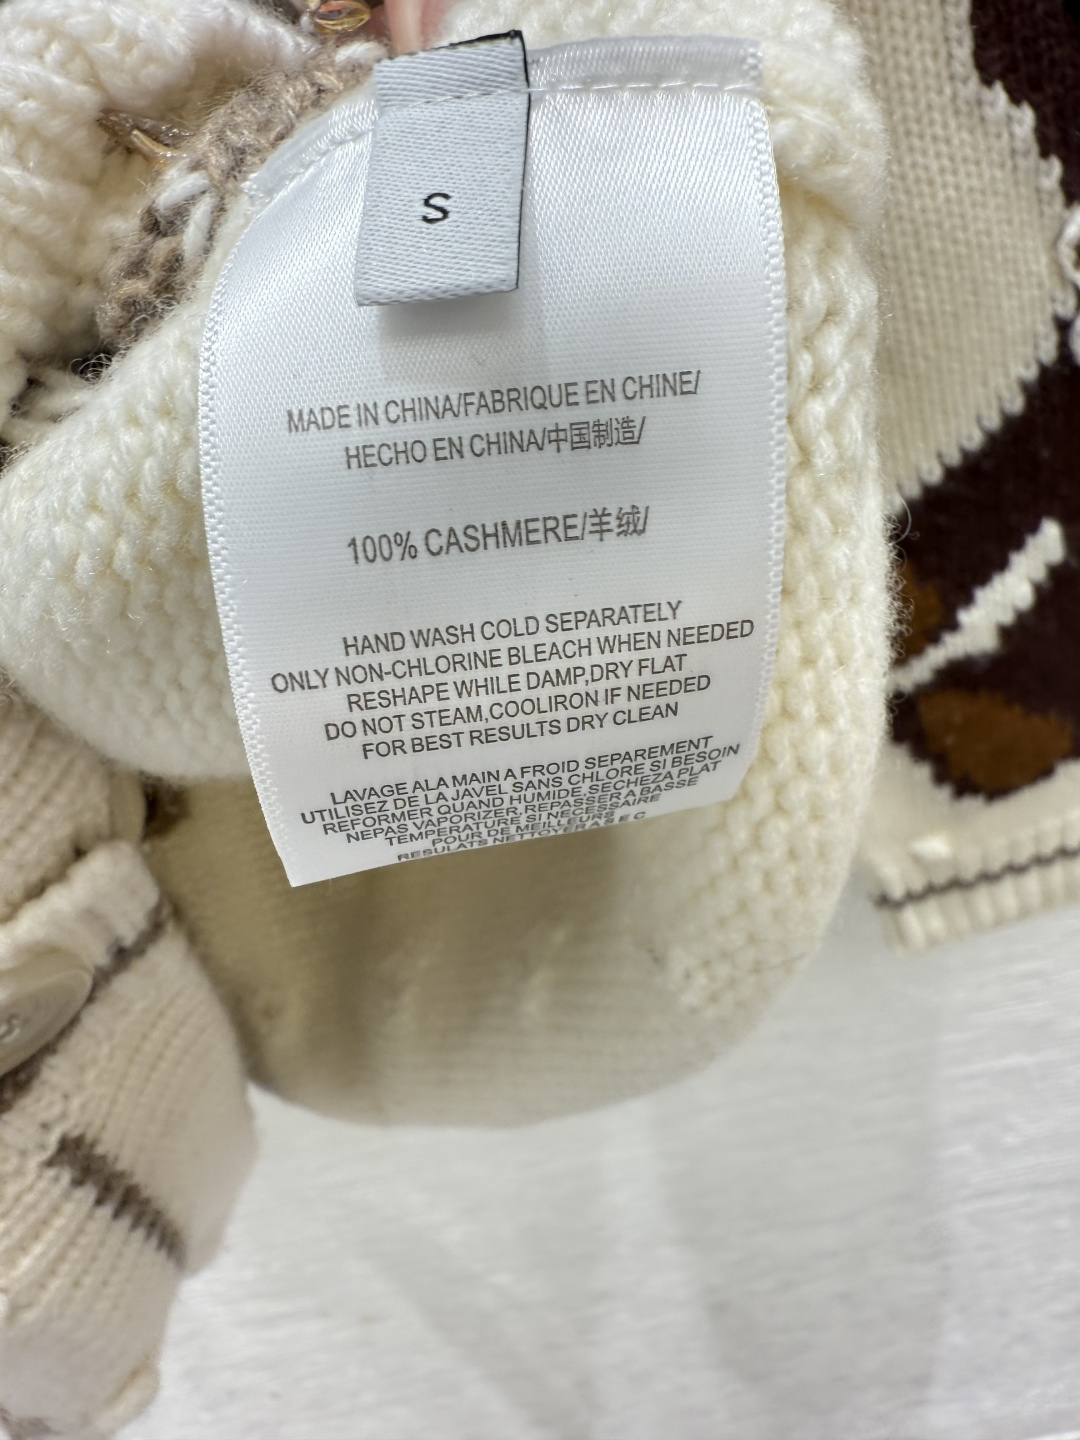 S
MADE IN CHINA/FABRIQUE EN CHINE/
HECHO EN CHINA/中国制造/
100% CASHMERE/羊绒/
HAND WASH COLD SEPARATELY
ONLY NON-CHLORINE BLEACH WHEN NEEDED
RESHAPE WHILE DAMP,DRY FLAT
DO NOT STEAM,COOLIRON IF NEEDED
FOR BEST RESULTS DRY CLEAN
LAVAGE ALA MAIN A FROID SEPAREMENT
UTILISEZ DE LA JAVEL SANS CHLORE SI BESOIN
REFORMER QUAND HUMIDE,SECHEZA PLAT
NEPAS VAPORIZER,REPASSER A BASSE
TEMPERATURE SI NECESSAIRE
POUR DE MEILLEURS
RESULATS NETTOYER A S E C